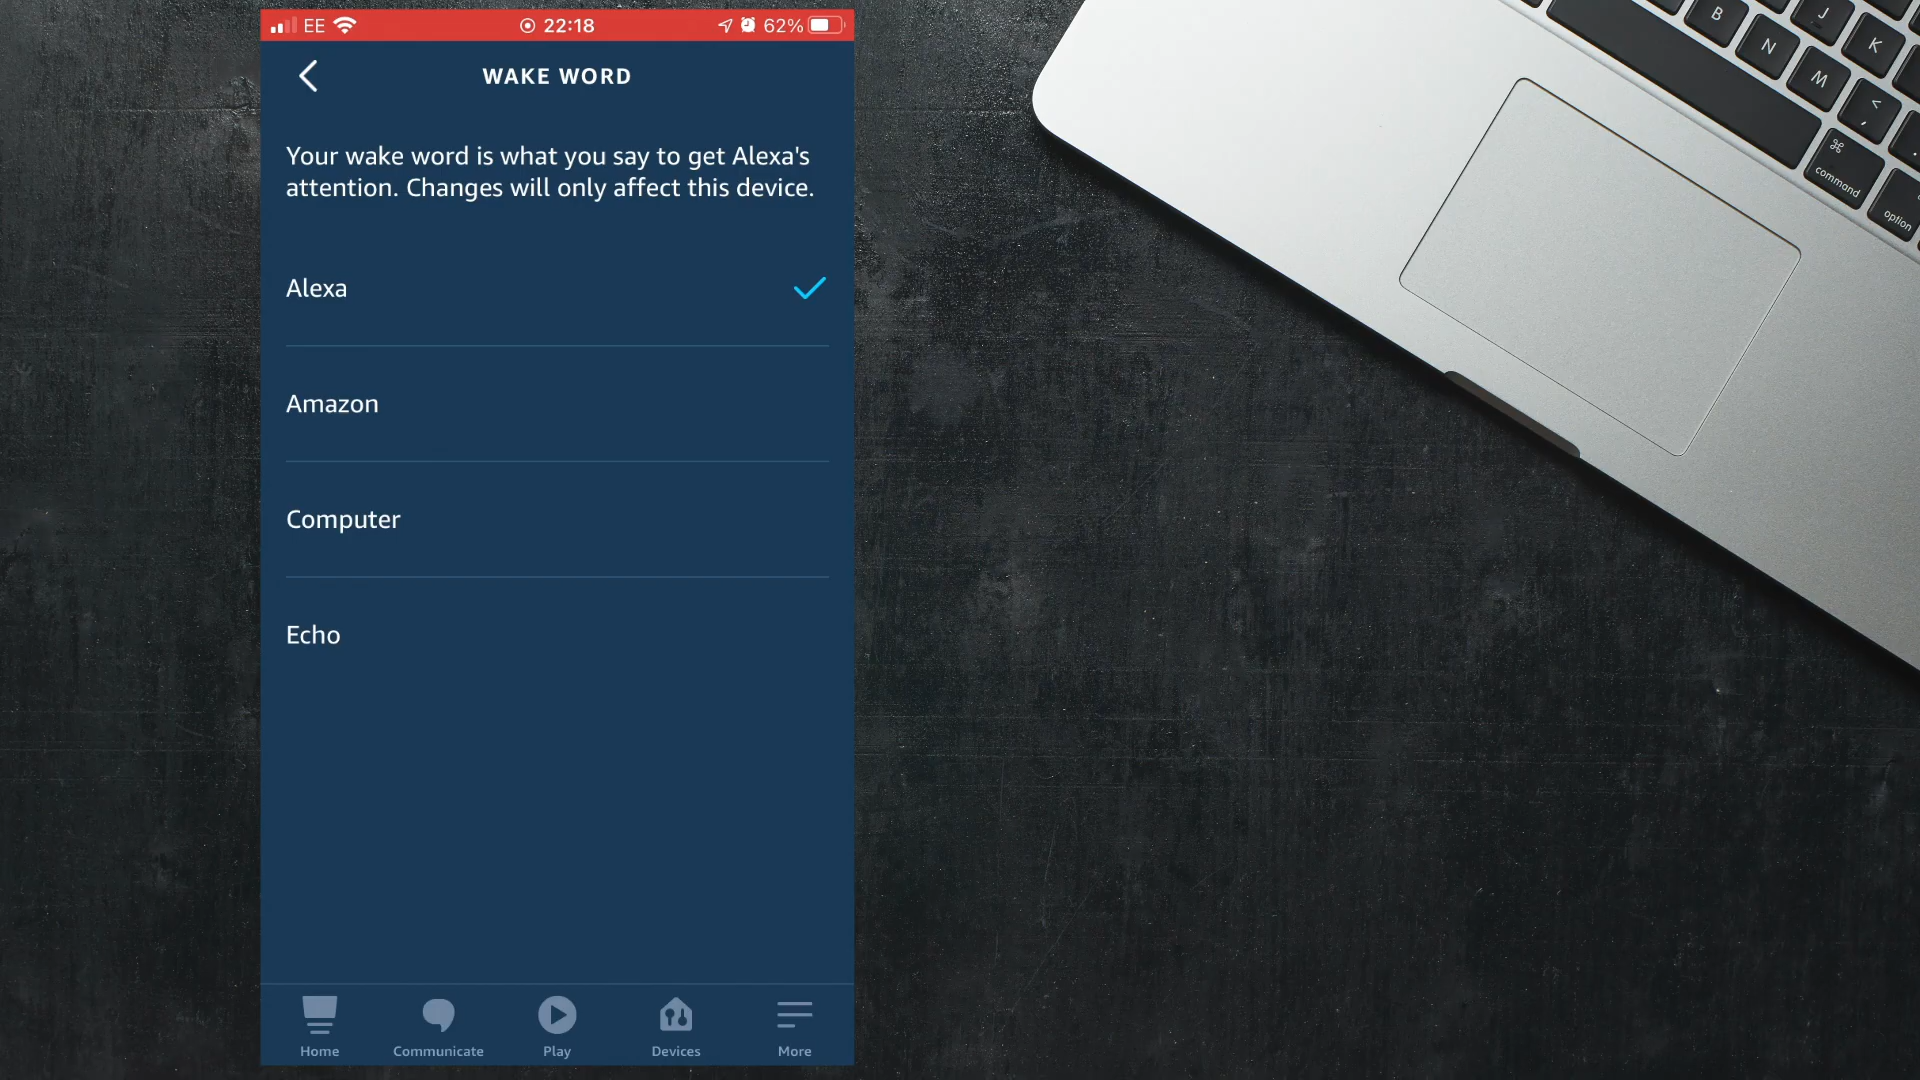 EE 22:18 62%
WAKE WORD
Your wake word is what you say to get Alexa's
attention. Changes will only affect this device.
Alexa
Amazon
Computer
Echo
Home Communicate Play Devices More
B
J
N
K
M
<
,
⌘
command
option